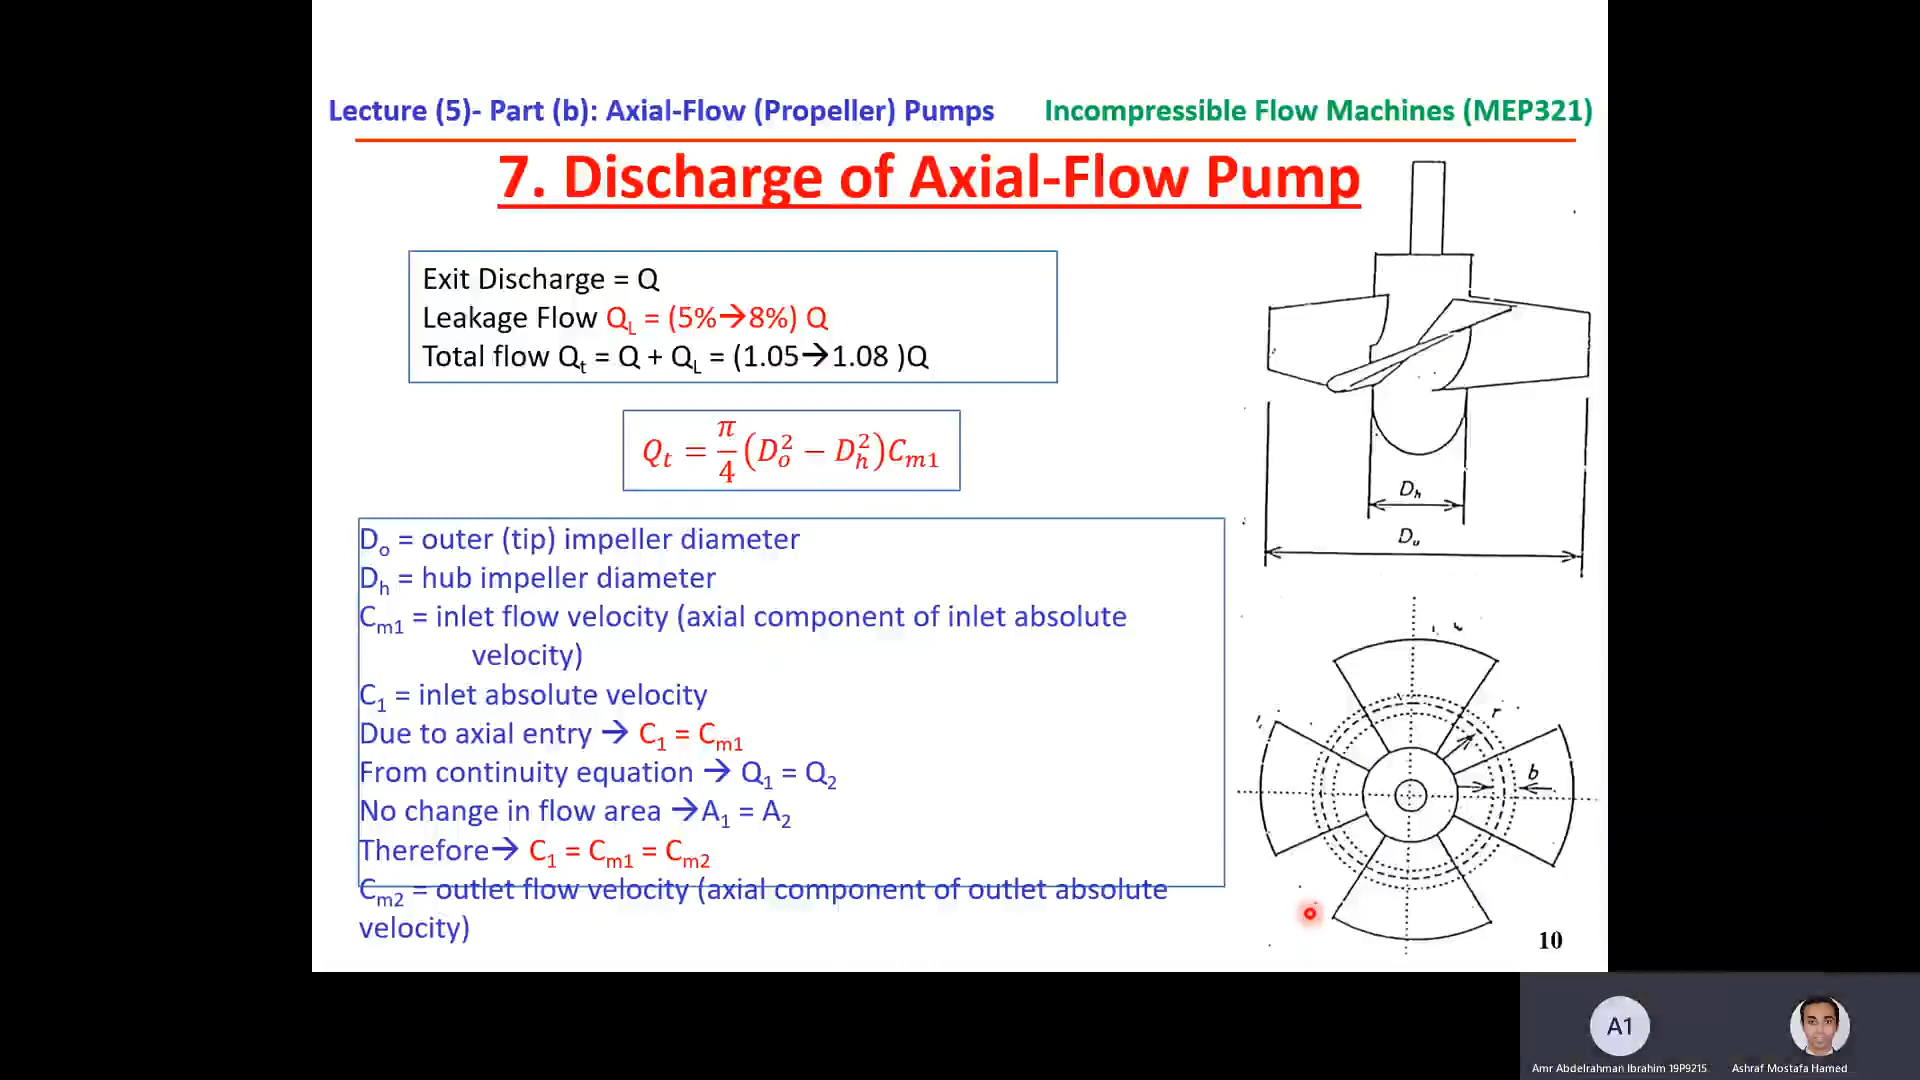 Lecture (5)- Part (b): Axial-Flow (Propeller) Pumps
Incompressible Flow Machines (MEP321)
7. Discharge of Axial-Flow Pump
Exit Discharge = Q
Leakage Flow Q_L = (5%→8%) Q
Total flow Q_t = Q + Q_L = (1.05→1.08 )Q
Q_t = π/4 (D_o^2 − D_h^2)C_m1
D_o = outer (tip) impeller diameter
D_h = hub impeller diameter
C_m1 = inlet flow velocity (axial component of inlet absolute
velocity)
C_1 = inlet absolute velocity
Due to axial entry → C_1 = C_m1
From continuity equation → Q_1 = Q_2
No change in flow area →A_1 = A_2
Therefore→ C_1 = C_m1 = C_m2
C_m2 = outlet flow velocity (axial component of outlet absolute
velocity)
D_h
D_o
r
b
10
A1
Amr Abdelrahman Ibrahim 19P9215
Ashraf Mostafa Hamed